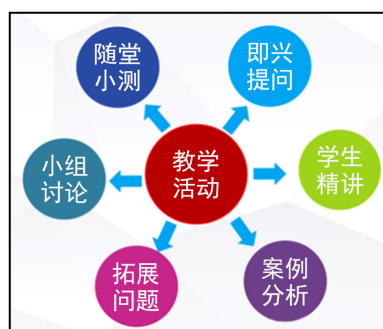 随堂
小测
即兴
提问
小组
讨论
教学
活动
学生
精讲
拓展
问题
案例
分析